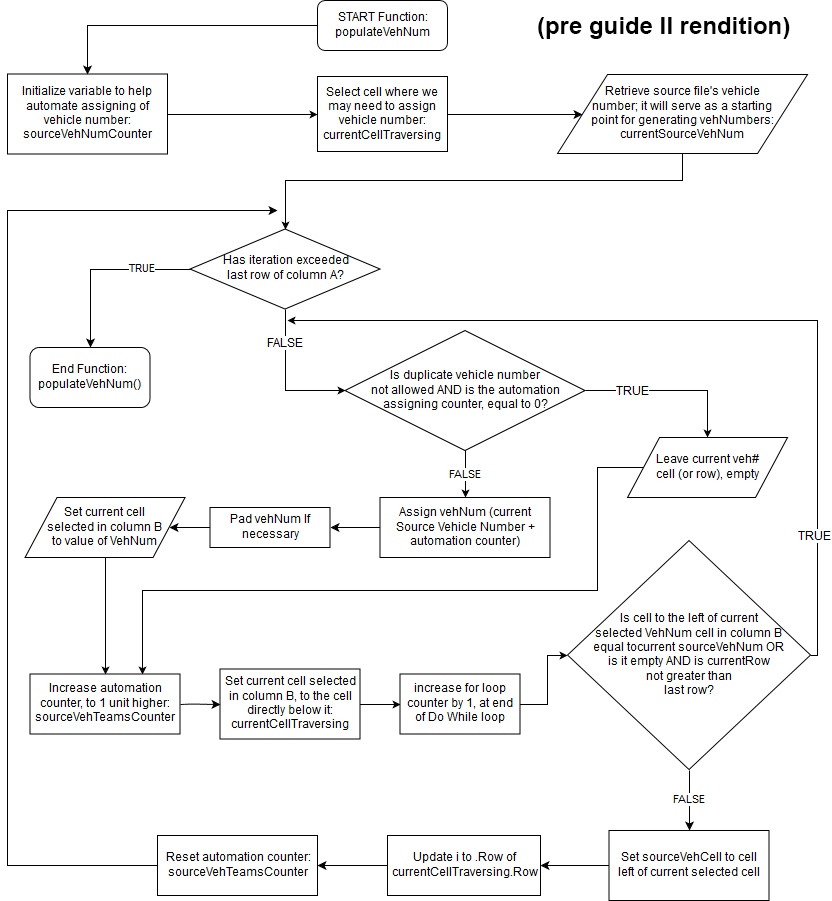 START Function:
populateVehNum
(pre guide II rendition)
Initialize variable to help
automate assigning of
vehicle number:
sourceVehNumCounter
Select cell where we
may need to assign
vehicle number:
currentCellTraversing
Retrieve source file's vehicle
number; it will serve as a starting
point for generating vehNumbers:
currentSourceVehNum
Has iteration exceeded
last row of column A?
TRUE
FALSE
End Function:
populateVehNum()
Is duplicate vehicle number
not allowed AND is the automation
assigning counter, equal to 0?
TRUE
FALSE
Leave current veh#
cell (or row), empty
Assign vehNum (current
Source Vehicle Number +
automation counter)
Pad vehNum If
necessary
Set current cell
selected in column B
to value of VehNum
TRUE
Is cell to the left of current
selected VehNum cell in column B
equal tocurrent sourceVehNum OR
is it empty AND is currentRow
not greater than
last row?
Increase automation
counter, to 1 unit higher:
sourceVehTeamsCounter
Set current cell selected
in column B, to the cell
directly below it:
currentCellTraversing
increase for loop
counter by 1, at end
of Do While loop
FALSE
Set sourceVehCell to cell
left of current selected cell
Update i to .Row of
currentCellTraversing.Row
Reset automation counter:
sourceVehTeamsCounter